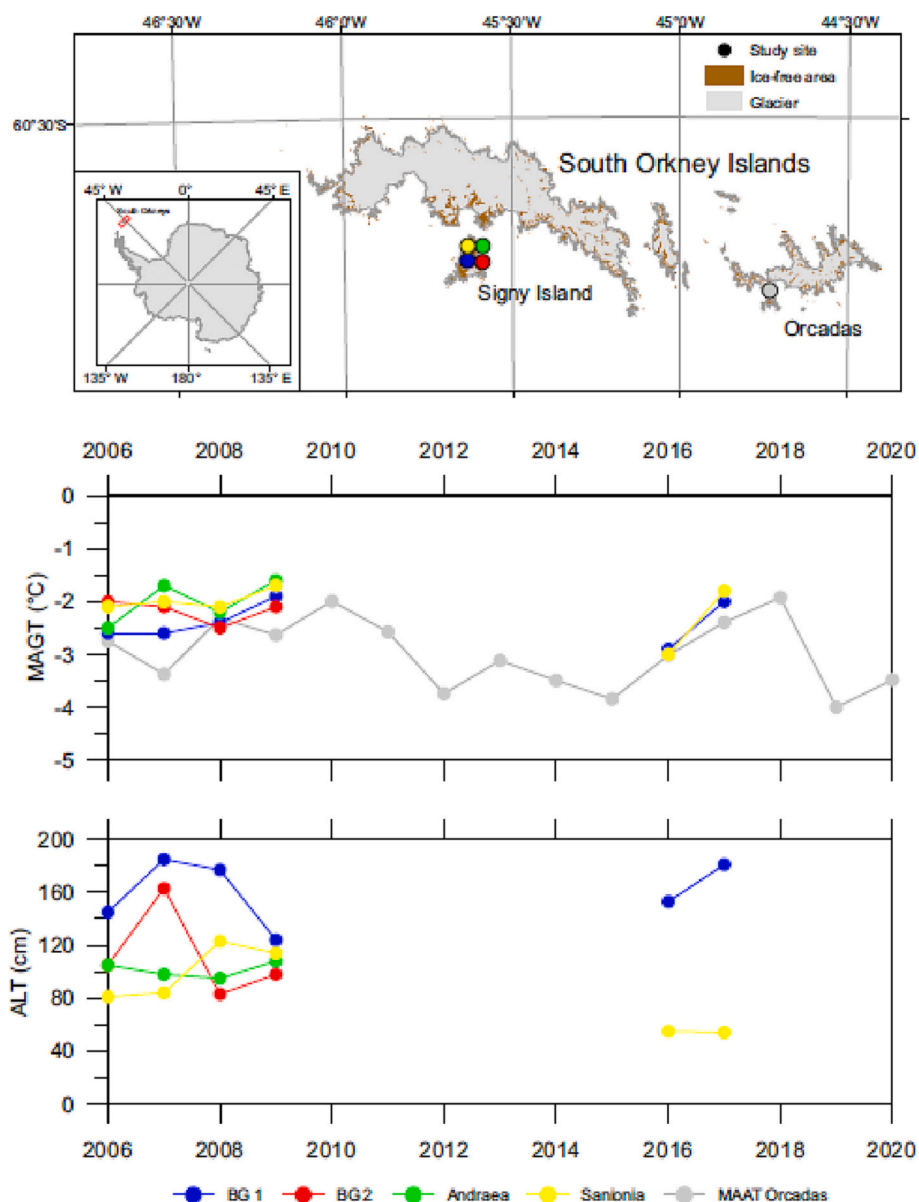 46°30'W 46°0'W 45°30'W 45°0'W 44°30'W
Study site
Ice-free area
Glacier
60°30'S
South Orkney Islands
45° W 0° 45° E
South Orkneys
Signy Island
Orcadas
135° W 180° 135° E
2006 2008 2010 2012 2014 2016 2018 2020
0
-1
-2
-3
-4
-5
MAGT (°C)
200
160
120
80
40
0
ALT (cm)
2006 2008 2010 2012 2014 2016 2018 2020
BG 1 BG 2 Andraea Sanionia MAAT Orcadas